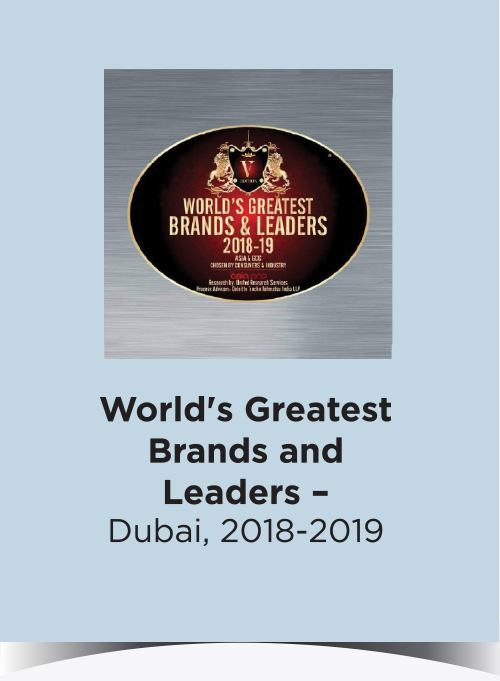 V
EDITION
WORLD'S GREATEST
BRANDS & LEADERS
2018-19
ASIA & GCC
CHOSEN BY CONSUMERS & INDUSTRY
asia one
Research by: United Research Services
Process Advisors: Deloitte Touche Tohmatsu India LLP
World's Greatest
Brands and
Leaders –
Dubai, 2018-2019